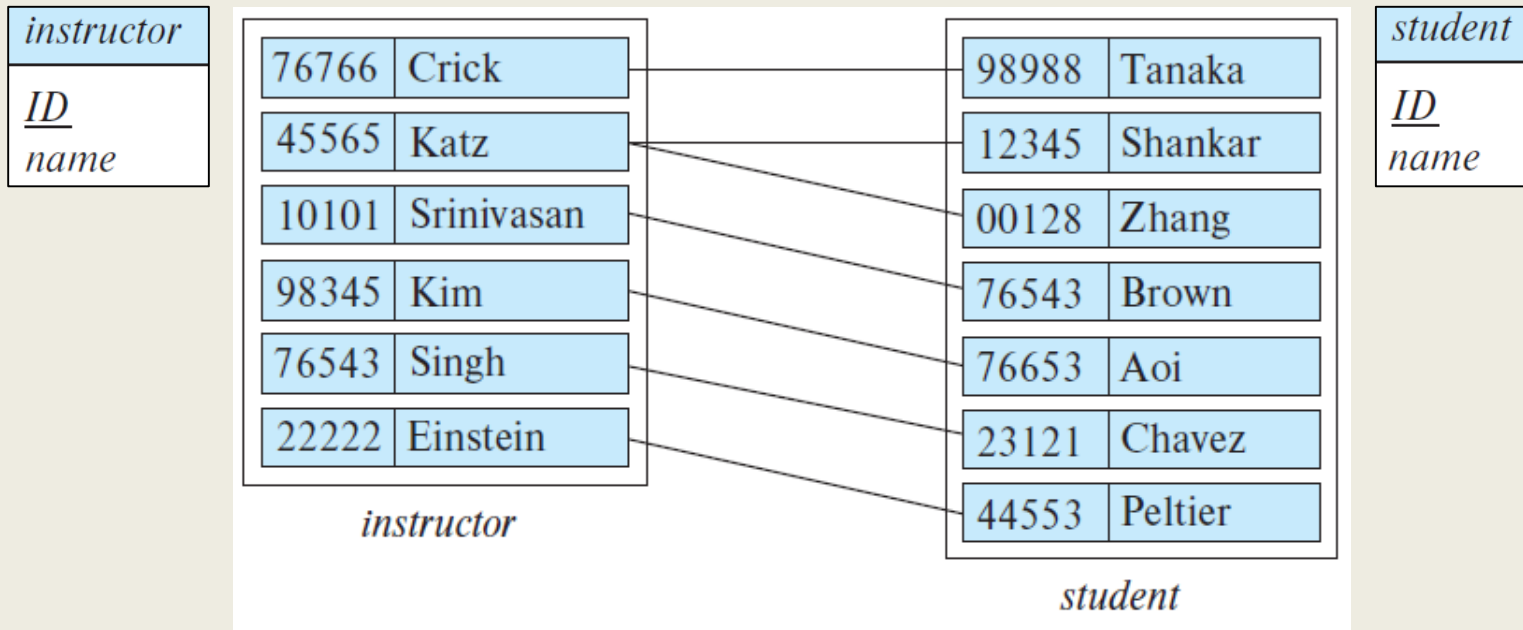 instructor
ID
name
76766 Crick
45565 Katz
10101 Srinivasan
98345 Kim
76543 Singh
22222 Einstein
instructor
98988 Tanaka
12345 Shankar
00128 Zhang
76543 Brown
76653 Aoi
23121 Chavez
44553 Peltier
student
student
ID
name